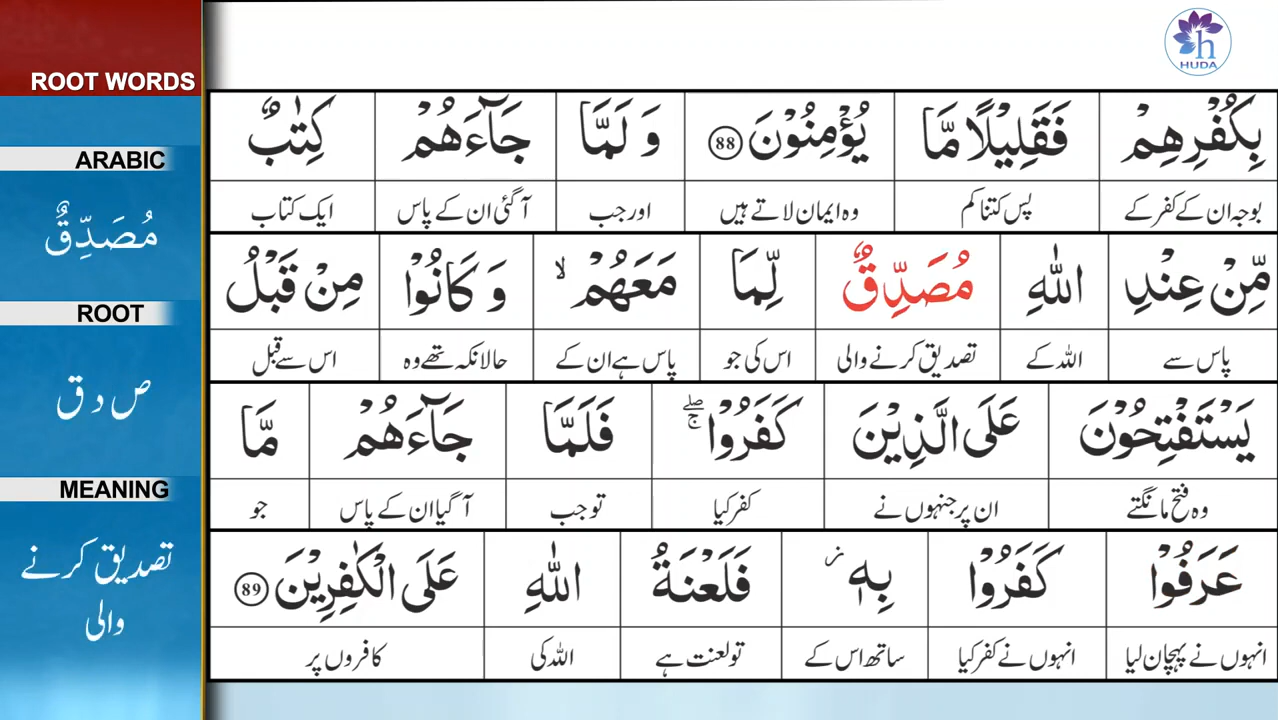 ROOT WORDS
ARABIC
مُصَدِّقٌ
ROOT
ص د ق
MEANING
تصدیق کرنے
والی
h
HUDA
بِكُفْرِهِمْ فَقَلِيْلًا مَّا يُؤْمِنُوْنَ 88 وَ لَمَّا جَآءَهُمْ كِتٰبٌ
بوجہ ان کے کفر کے پس کتنا کم وہ ایمان لاتے ہیں اور جب آگئی ان کے پاس ایک کتاب
مِّنْ عِنْدِ اللّٰهِ مُصَدِّقٌ لِّمَا مَعَهُمْ ۙ وَ كَانُوْا مِنْ قَبْلُ
پاس سے اللہ کے تصدیق کرنے والی اس کی جو پاس ہے ان کے حالانکہ تھے وہ اس سے قبل
يَسْتَفْتِحُوْنَ عَلَى الَّذِيْنَ كَفَرُوْا ۖۚ فَلَمَّا جَآءَهُمْ مَّا
وہ فتح مانگتے ان پر جنہوں نے کفر کیا تو جب آ گیا ان کے پاس جو
عَرَفُوْا كَفَرُوْا بِهٖ ؗ فَلَعْنَةُ اللّٰهِ عَلَى الْكٰفِرِيْنَ 89
انہوں نے پہچان لیا انہوں نے کفر کیا ساتھ اس کے تو لعنت ہے اللہ کی کافروں پر